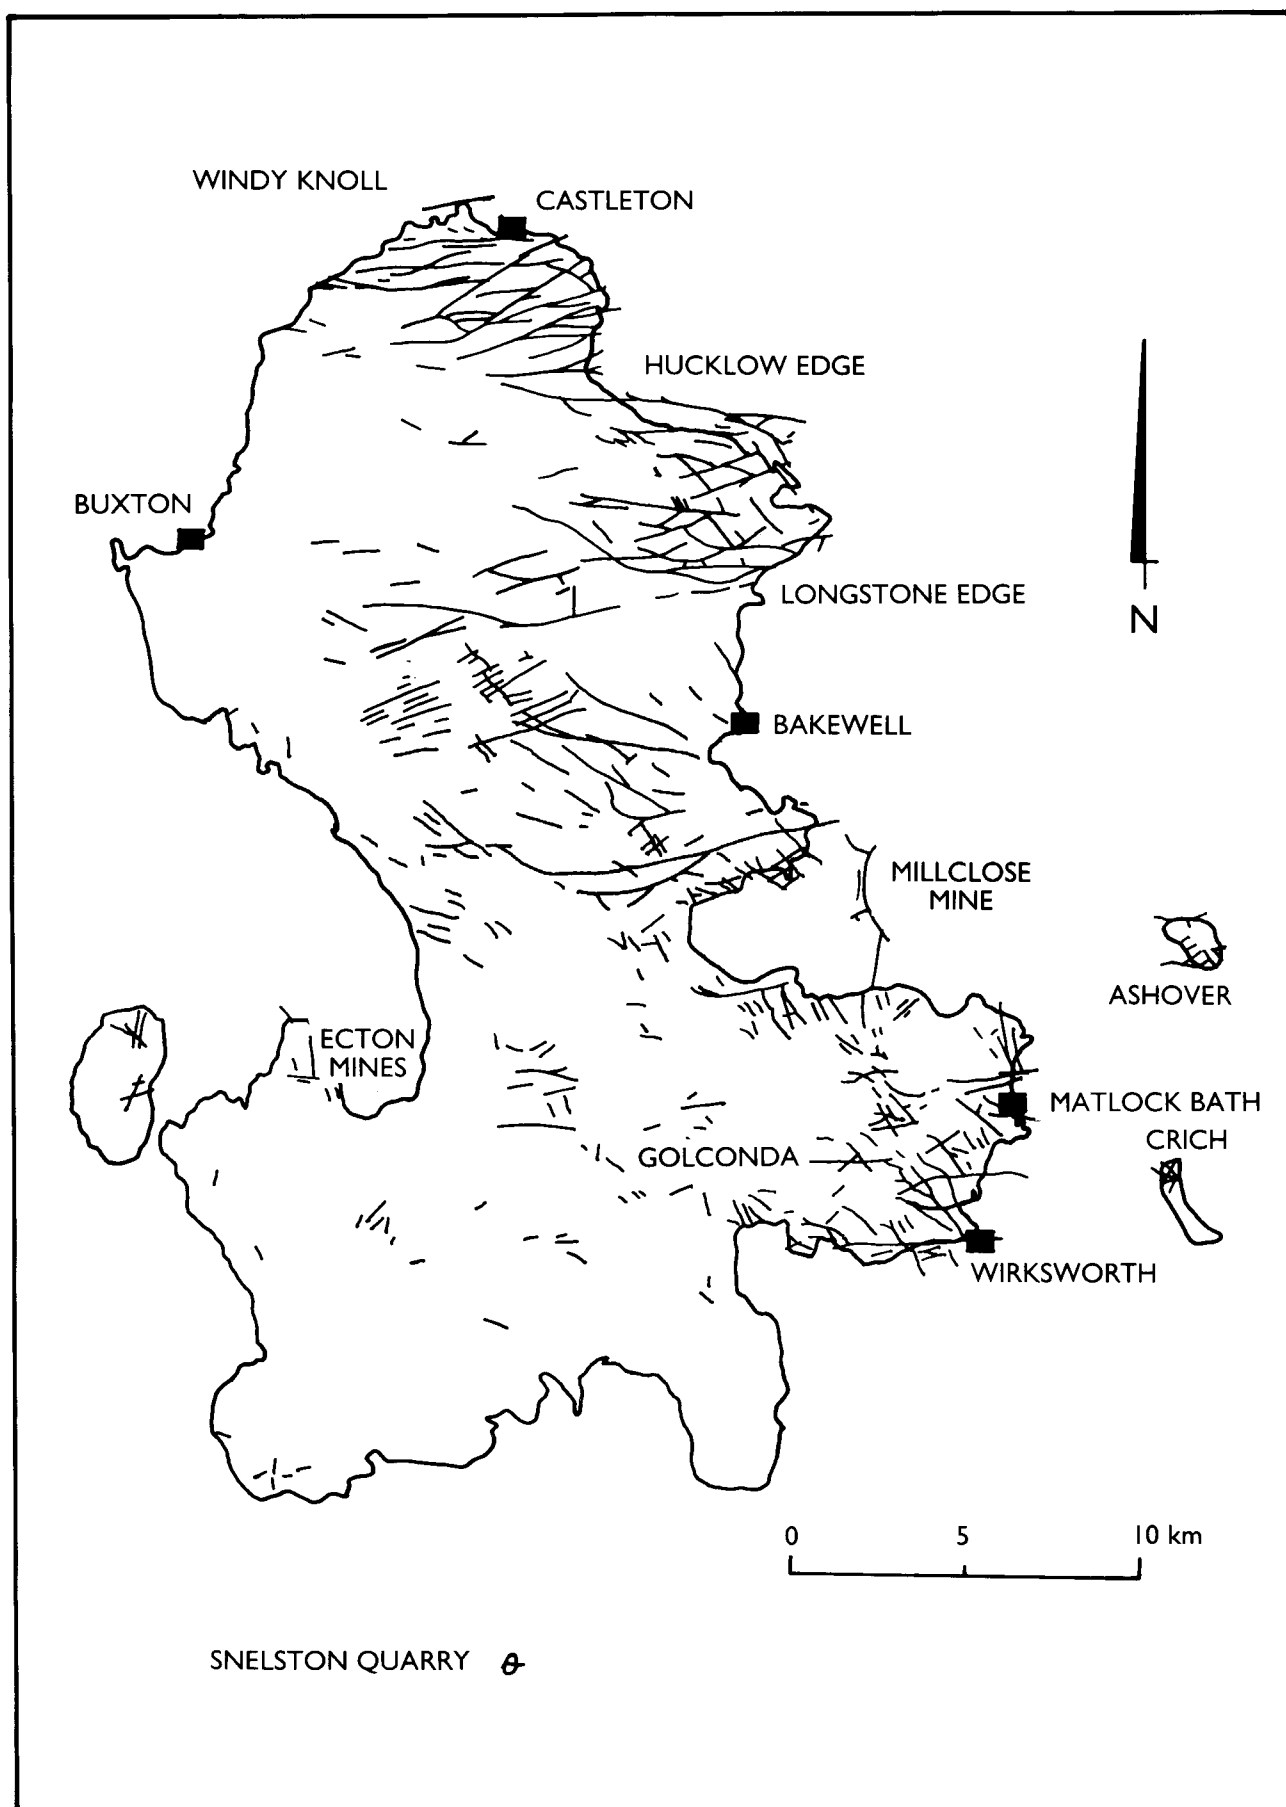 WINDY KNOLL
CASTLETON
HUCKLOW EDGE
BUXTON
LONGSTONE EDGE
N
BAKEWELL
MILLCLOSE
MINE
ASHOVER
ECTON
MINES
MATLOCK BATH
CRICH
GOLCONDA
WIRKSWORTH
0 5 10 km
SNELSTON QUARRY